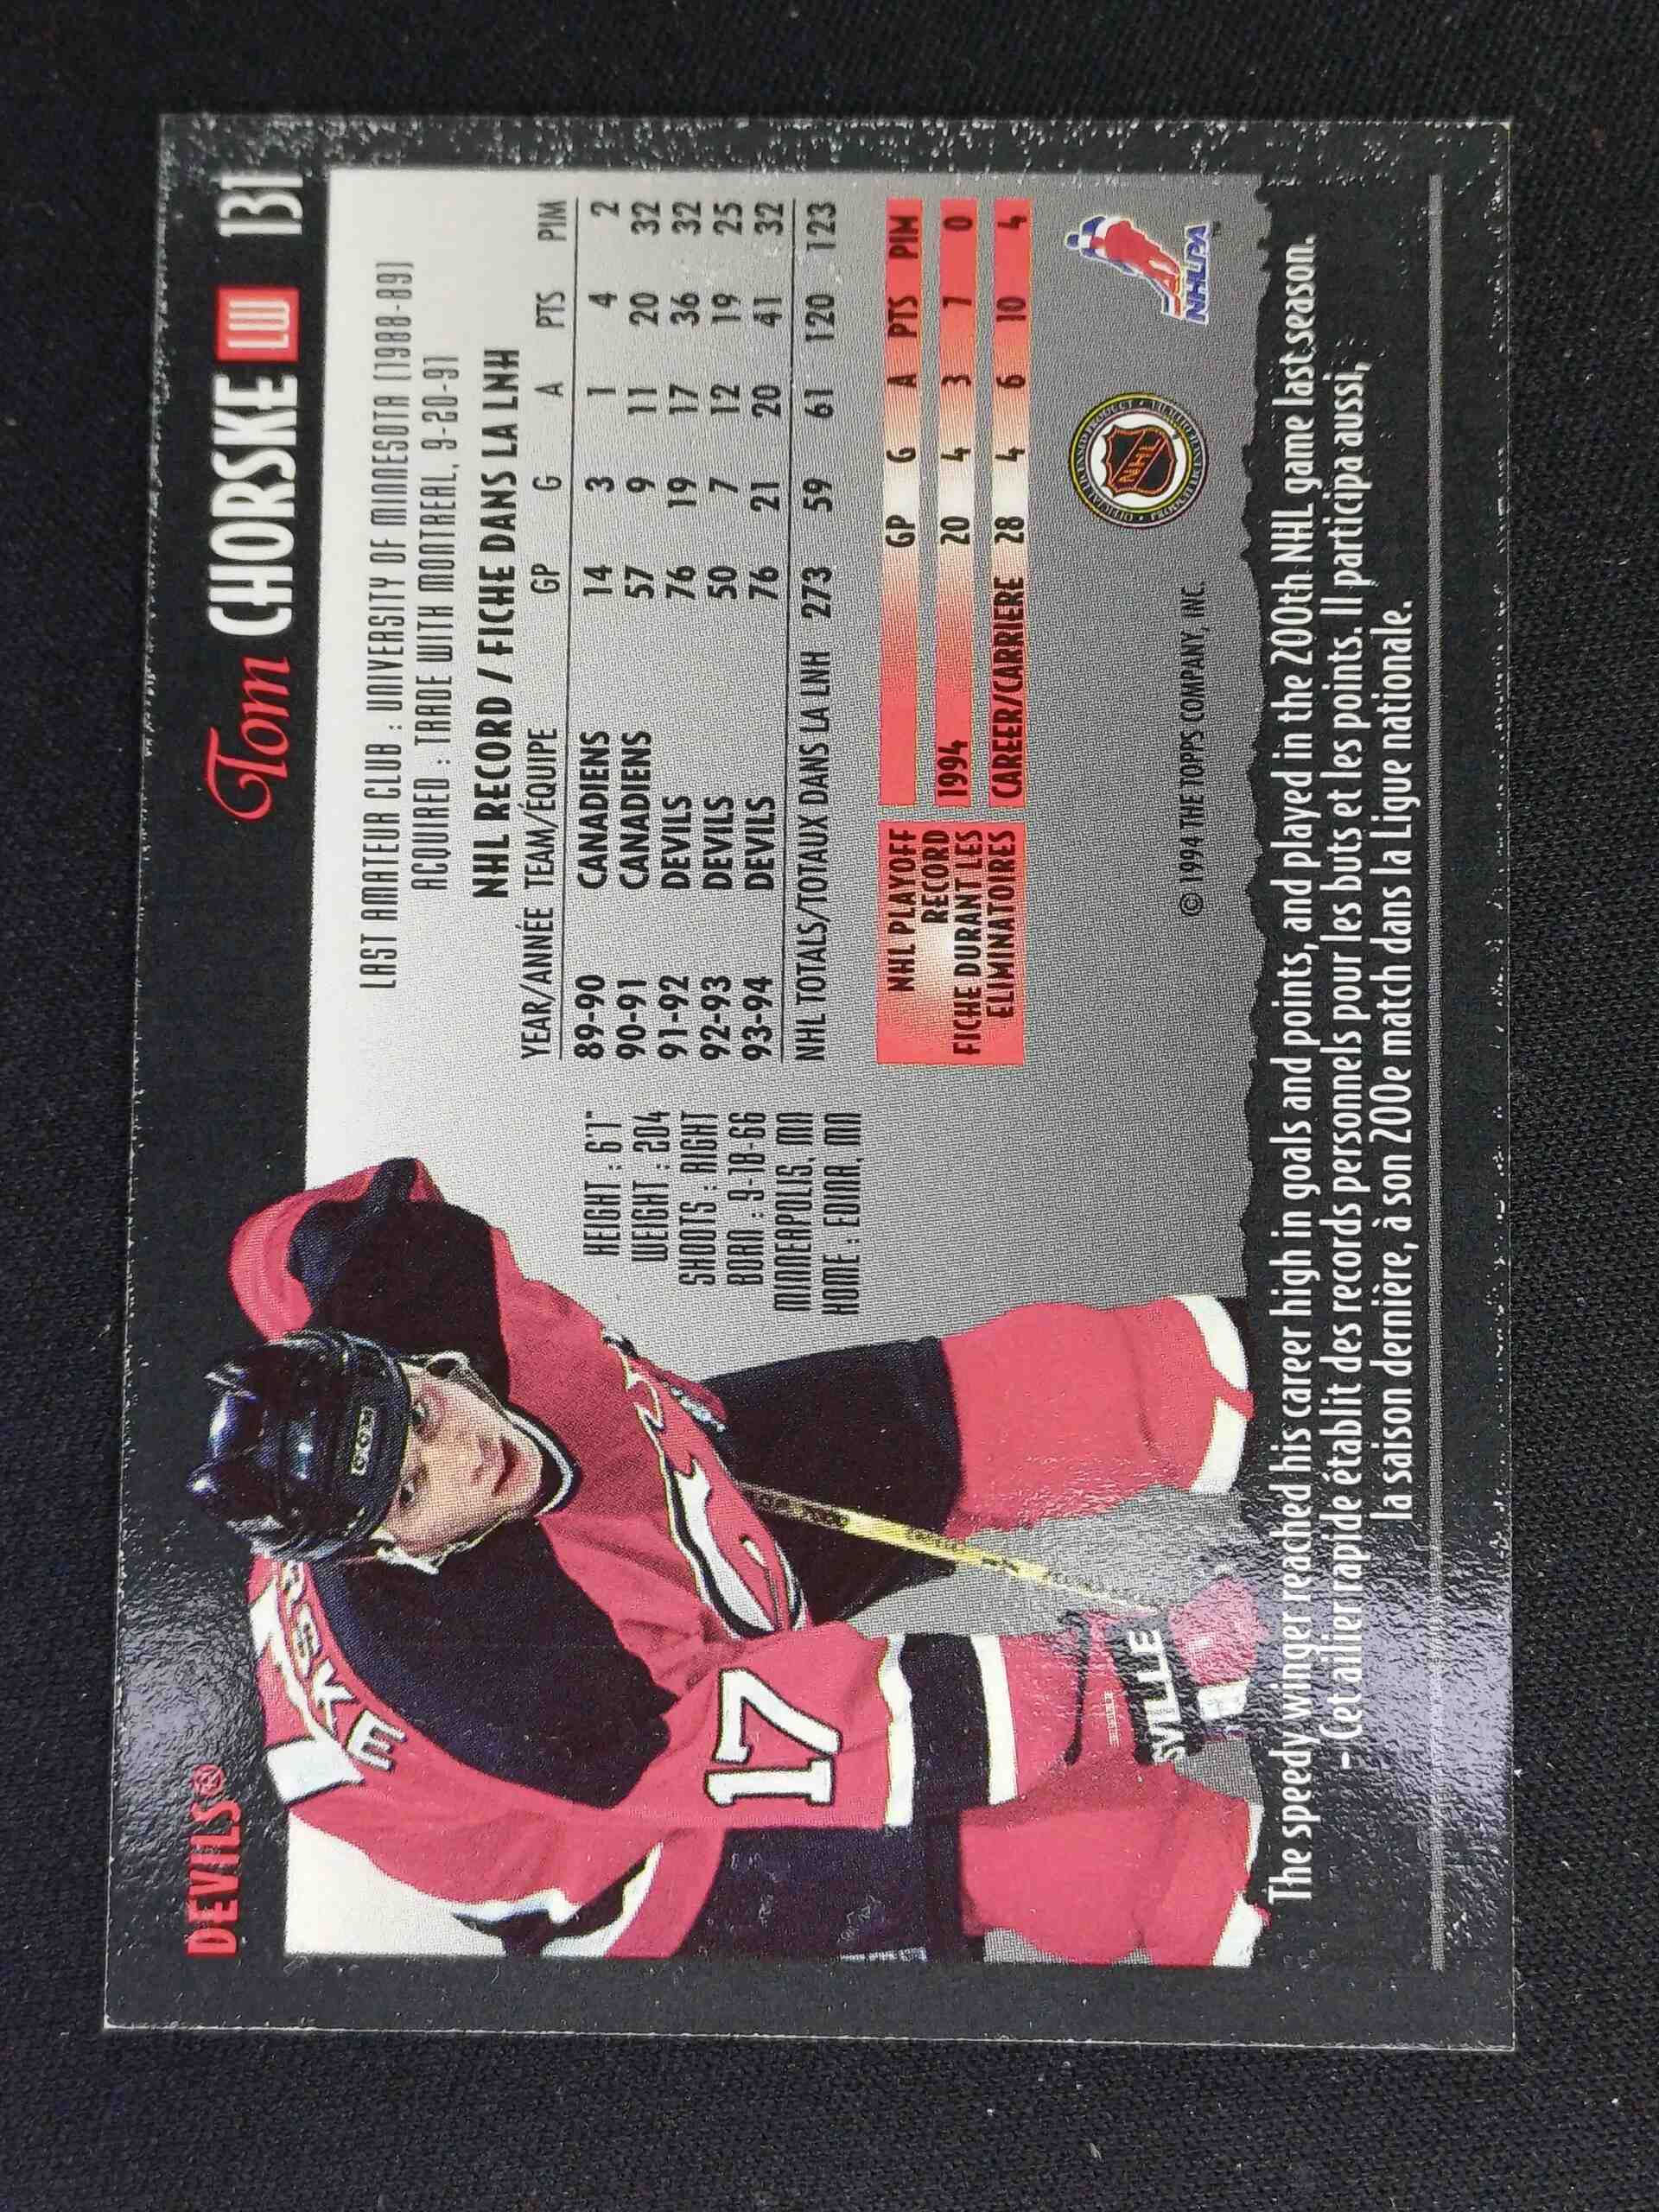 DEVILS®
Tom CHORSKE LW 131
LAST AMATEUR CLUB : UNIVERSITY OF MINNESOTA (1988-89)
ACQUIRED : TRADE WITH MONTREAL, 9-20-91
NHL RECORD / FICHE DANS LA LNH
YEAR/ANNÉE TEAM/ÉQUIPE GP G A PTS PIM
89-90 CANADIENS 14 3 1 4 2
90-91 CANADIENS 57 9 11 20 32
91-92 DEVILS 76 19 17 36 32
92-93 DEVILS 50 7 12 19 25
93-94 DEVILS 76 21 20 41 32
NHL TOTALS/TOTAUX DANS LA LNH 273 59 61 120 123
HEIGHT : 6'1"
WEIGHT : 204
SHOOTS : RIGHT
BORN : 9-18-66
MINNEAPOLIS, MN
HOME : EDINA, MN
NHL PLAYOFF
RECORD
FICHE DURANT LES
ELIMINATOIRES
GP G A PTS PIM
1994 20 4 3 7 0
CAREER/CARRIERE 28 4 6 10 4
CCM
RSKE
17
SVILLE
© 1994 THE TOPPS COMPANY, INC.
NHL
NHLPA
The speedy winger reached his career high in goals and points, and played in the 200th NHL game last season.
- Cet ailier rapide établit des records personnels pour les buts et les points. Il participa aussi,
la saison dernière, à son 200e match dans la Ligue nationale.